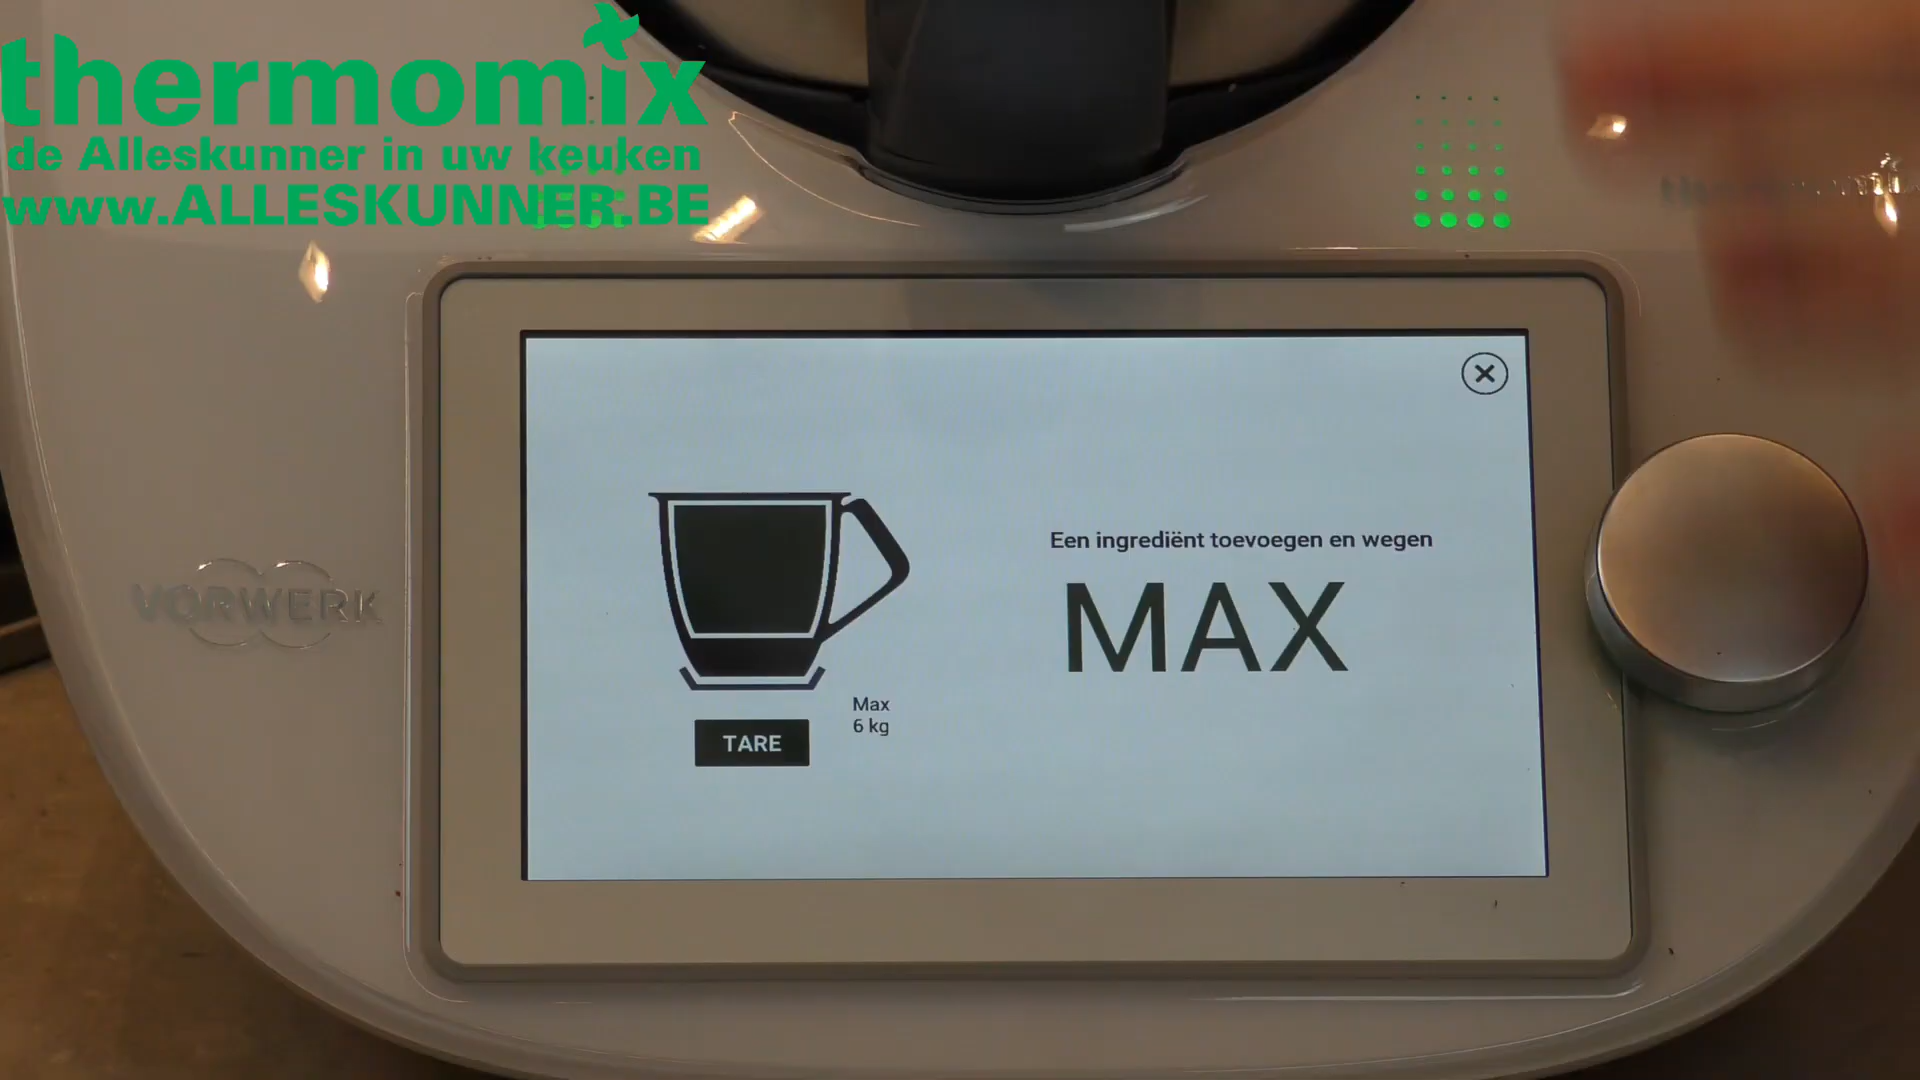 thermomix
de Alleskunner in uw keuken
www.ALLESKUNNER.BE
VORWERK
Een ingrediënt toevoegen en wegen
MAX
Max
6 kg
TARE